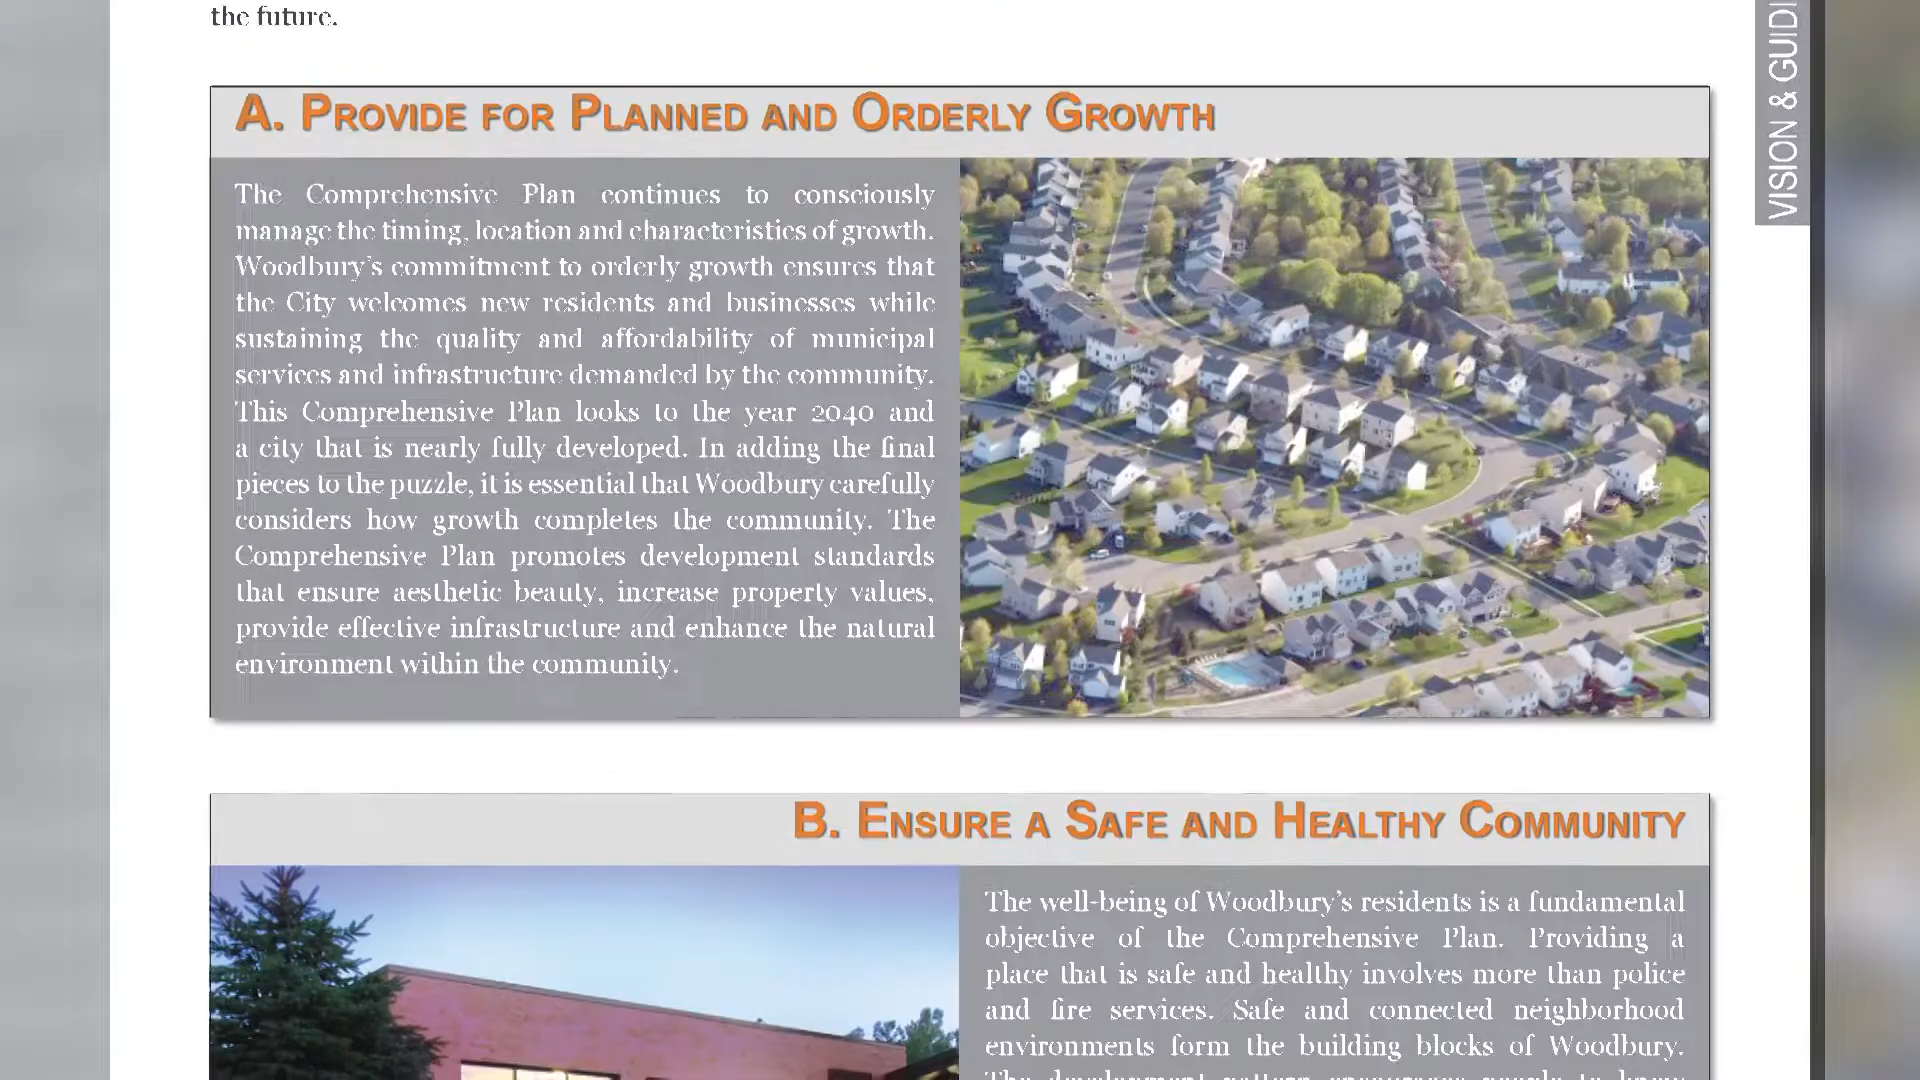 the future.
VISION & GUIDI
A. PROVIDE FOR PLANNED AND ORDERLY GROWTH
The Comprehensive Plan continues to consciously
manage the timing, location and characteristics of growth.
Woodbury's commitment to orderly growth ensures that
the City welcomes new residents and businesses while
sustaining the quality and affordability of municipal
services and infrastructure demanded by the community.
This Comprehensive Plan looks to the year 2040 and
a city that is nearly fully developed. In adding the final
pieces to the puzzle, it is essential that Woodbury carefully
considers how growth completes the community. The
Comprehensive Plan promotes development standards
that ensure aesthetic beauty, increase property values,
provide effective infrastructure and enhance the natural
environment within the community.
B. ENSURE A SAFE AND HEALTHY COMMUNITY
The well-being of Woodbury's residents is a fundamental
objective of the Comprehensive Plan. Providing a
place that is safe and healthy involves more than police
and fire services. Safe and connected neighborhood
environments form the building blocks of Woodbury.